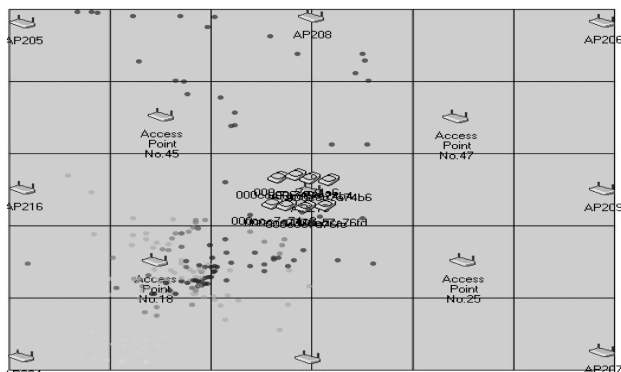 AP205
AP208
AP206
Access
Point
No.45
Access
Point
No.47
AP216
AP209
Access
Point
No.18
Access
Point
No.25
AP207